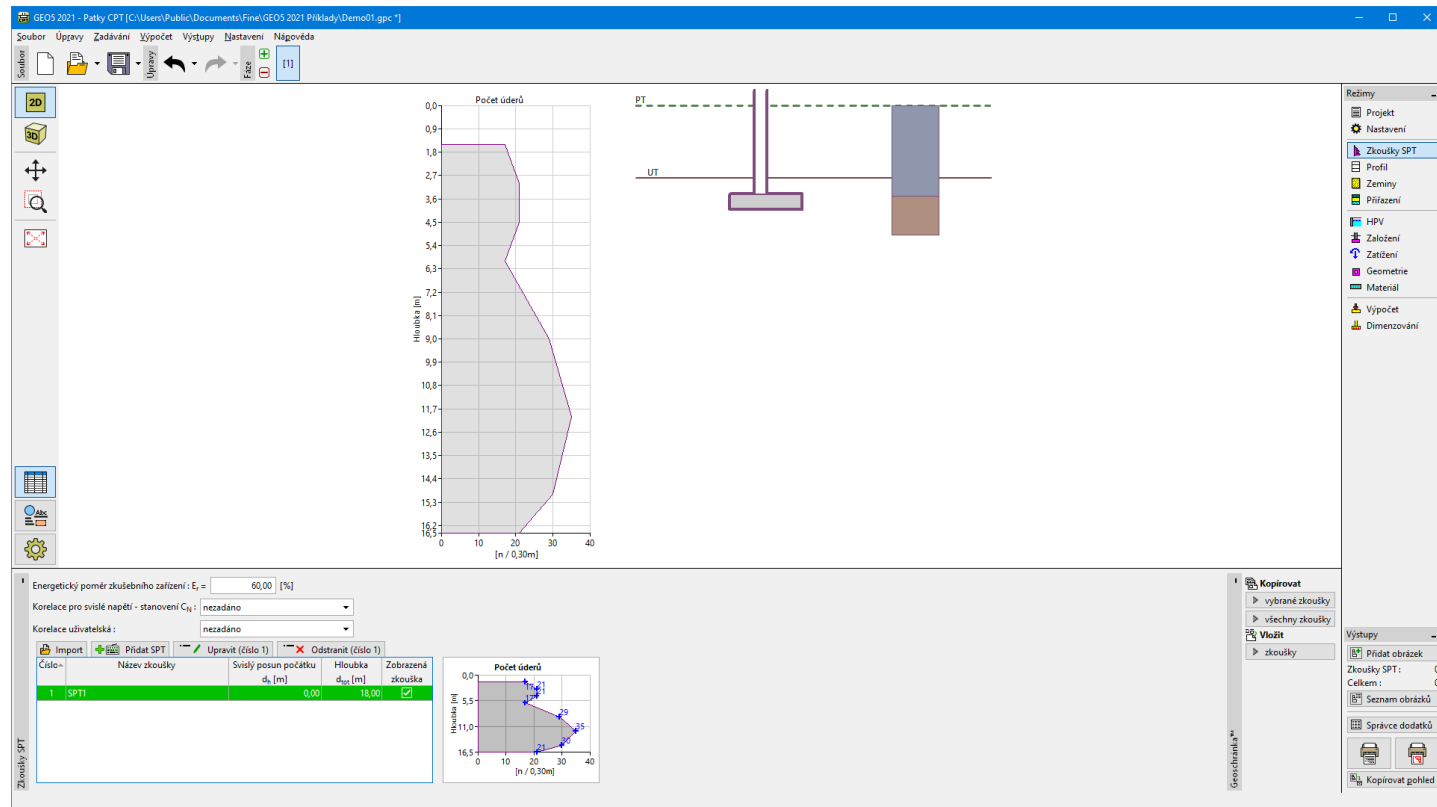 GEO5 2021 - Patky CPT [C:\Users\Public\Documents\Fine\GEO5 2021 Příklady\Demo01.gpc *]
Soubor Úpravy Zadávání Výpočet Výstupy Nastavení Nápověda
Soubor
Úpravy
Fáze
[1]
2D
3D
Abc
Počet úderů
0,0
0,9
1,8
2,7
3,6
4,5
5,4
6,3
7,2
8,1
9,0
9,9
10,8
11,7
12,6
13,5
14,4
15,3
16,2
16,5
Hloubka [m]
0 10 20 30 40
[n / 0,30m]
PT
UT
Režimy
Projekt
Nastavení
Zkoušky SPT
Profil
Zeminy
Přiřazení
HPV
Založení
Zatížení
Geometrie
Materiál
Výpočet
Dimenzování
Energetický poměr zkušebního zařízení : Er = 60,00 [%]
Korelace pro svislé napětí - stanovení CN : nezadáno
Korelace uživatelská : nezadáno
Import Přidat SPT Upravit (číslo 1) Odstranit (číslo 1)
Číslo Název zkoušky Svislý posun počátku Hloubka Zobrazená
dh [m] dtot [m] zkouška
1 SPT1 0,00 18,00
Zkoušky SPT
Počet úderů
0,0
5,5
11,0
16,5
Hloubka [m]
17
21
21
17
29
35
30
21
0 10 20 30 40
[n / 0,30m]
Geoschránka™
Kopírovat
vybrané zkoušky
všechny zkoušky
Vložit
zkoušky
Výstupy
Přidat obrázek
Zkoušky SPT : 0
Celkem : 0
Seznam obrázků
Správce dodatků
Kopírovat pohled